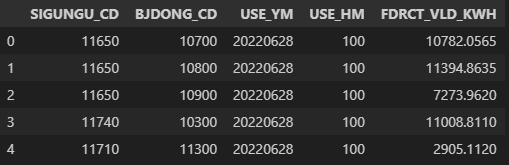 SIGUNGU_CD BJDONG_CD USE_YM USE_HM FDRCT_VLD_KWH
0 11650 10700 20220628 100 10782.0565
1 11650 10800 20220628 100 11394.8635
2 11650 10900 20220628 100 7273.9620
3 11740 10300 20220628 100 11008.8110
4 11710 11300 20220628 100 2905.1120